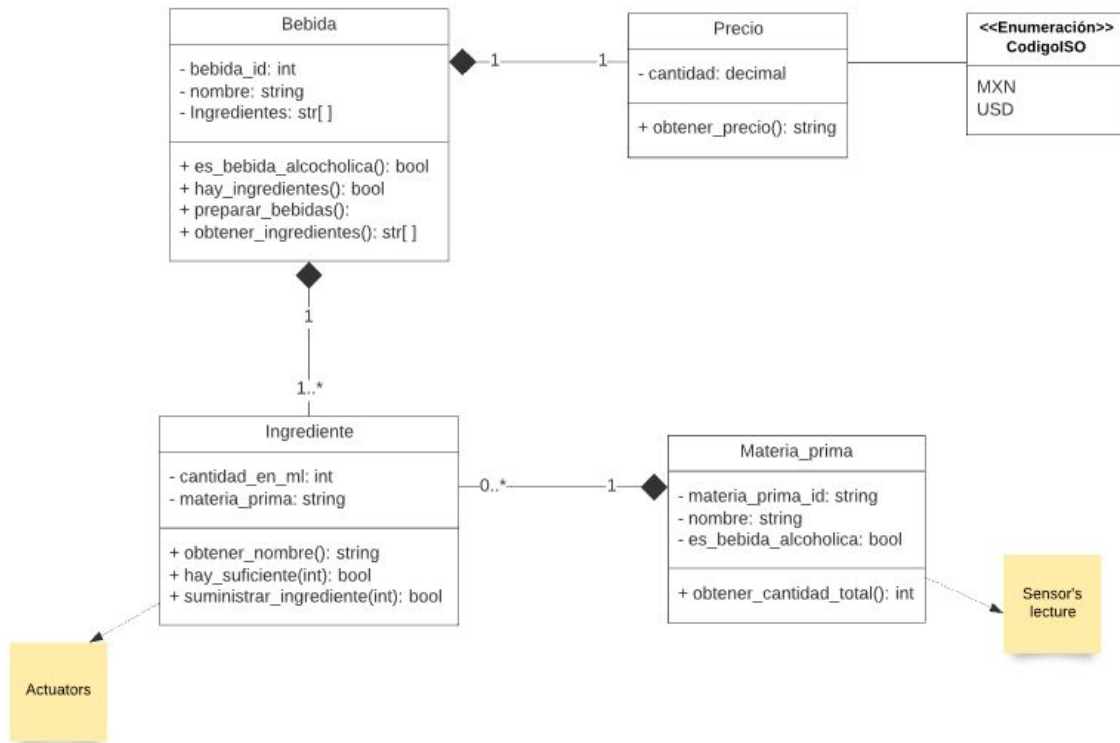 Bebida
- bebida_id: int
- nombre: string
- Ingredientes: str[ ]
+ es_bebida_alcocholica(): bool
+ hay_ingredientes(): bool
+ preparar_bebidas():
+ obtener_ingredientes(): str[ ]
1
1
Precio
- cantidad: decimal
+ obtener_precio(): string
<<Enumeración>>
CodigoISO
MXN
USD
1
1..*
Ingrediente
- cantidad_en_ml: int
- materia_prima: string
+ obtener_nombre(): string
+ hay_suficiente(int): bool
+ suministrar_ingrediente(int): bool
0..*
1
Materia_prima
- materia_prima_id: string
- nombre: string
- es_bebida_alcoholica: bool
+ obtener_cantidad_total(): int
Sensor's
lecture
Actuators